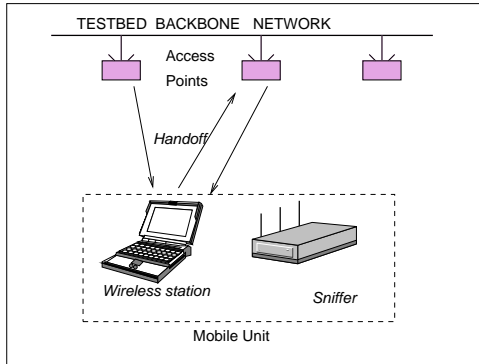 TESTBED BACKBONE NETWORK
Access
Points
Handoff
Wireless station
Sniffer
Mobile Unit